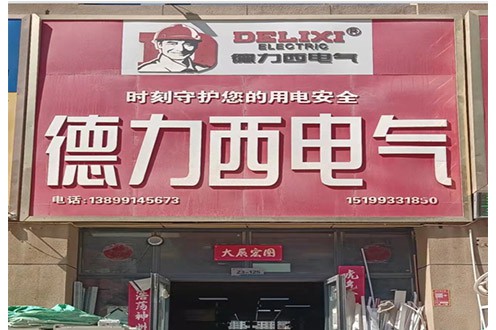 DELIXI®
ELECTRIC
德力西电气
时刻守护您的用电安全
德力西电气
电话:13899145673 15199331850
大展宏图